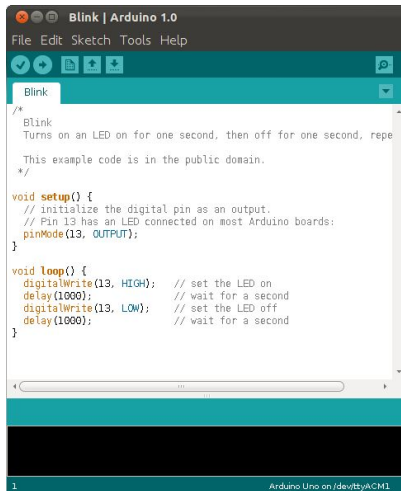 Blink | Arduino 1.0
File Edit Sketch Tools Help
Blink
/*
  Blink
  Turns on an LED on for one second, then off for one second, repe

  This example code is in the public domain.
 */

void setup() {
  // initialize the digital pin as an output.
  // Pin 13 has an LED connected on most Arduino boards:
  pinMode(13, OUTPUT);
}

void loop() {
  digitalWrite(13, HIGH);   // set the LED on
  delay(1000);              // wait for a second
  digitalWrite(13, LOW);    // set the LED off
  delay(1000);              // wait for a second
}
1
Arduino Uno on /dev/ttyACM1